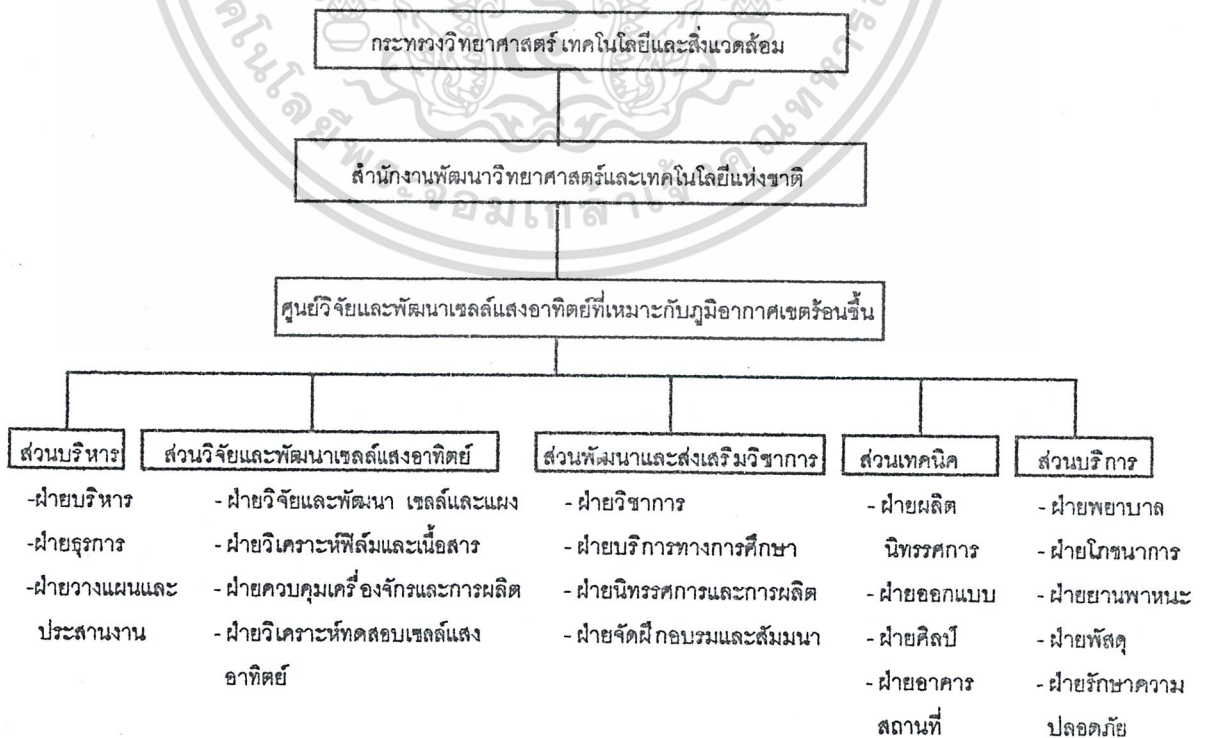 กระทรวงวิทยาศาสตร์ เทคโนโลยีและสิ่งแวดล้อม
สำนักงานพัฒนาวิทยาศาสตร์และเทคโนโลยีแห่งชาติ
ศูนย์วิจัยและพัฒนาเซลล์แสงอาทิตย์ที่เหมาะกับภูมิอากาศเขตร้อนชื้น
ส่วนบริหาร
-ฝ่ายบริหาร
-ฝ่ายธุรการ
-ฝ่ายวางแผนและ
ประสานงาน
ส่วนวิจัยและพัฒนาเซลล์แสงอาทิตย์
- ฝ่ายวิจัยและพัฒนา เซลล์และแผง
- ฝ่ายวิเคราะห์ฟิล์มและเนื้อสาร
- ฝ่ายควบคุมเครื่องจักรและการผลิต
- ฝ่ายวิเคราะห์ทดสอบเซลล์แสง
อาทิตย์
ส่วนพัฒนาและส่งเสริมวิชาการ
- ฝ่ายวิชาการ
- ฝ่ายบริการทางการศึกษา
- ฝ่ายนิทรรศการและการผลิต
- ฝ่ายจัดฝึกอบรมและสัมมนา
ส่วนเทคนิค
- ฝ่ายผลิต
นิทรรศการ
- ฝ่ายออกแบบ
- ฝ่ายศิลป์
- ฝ่ายอาคาร
สถานที่
ส่วนบริการ
- ฝ่ายพยาบาล
- ฝ่ายโภชนาการ
- ฝ่ายยานพาหนะ
- ฝ่ายพัสดุ
- ฝ่ายรักษาความ
ปลอดภัย